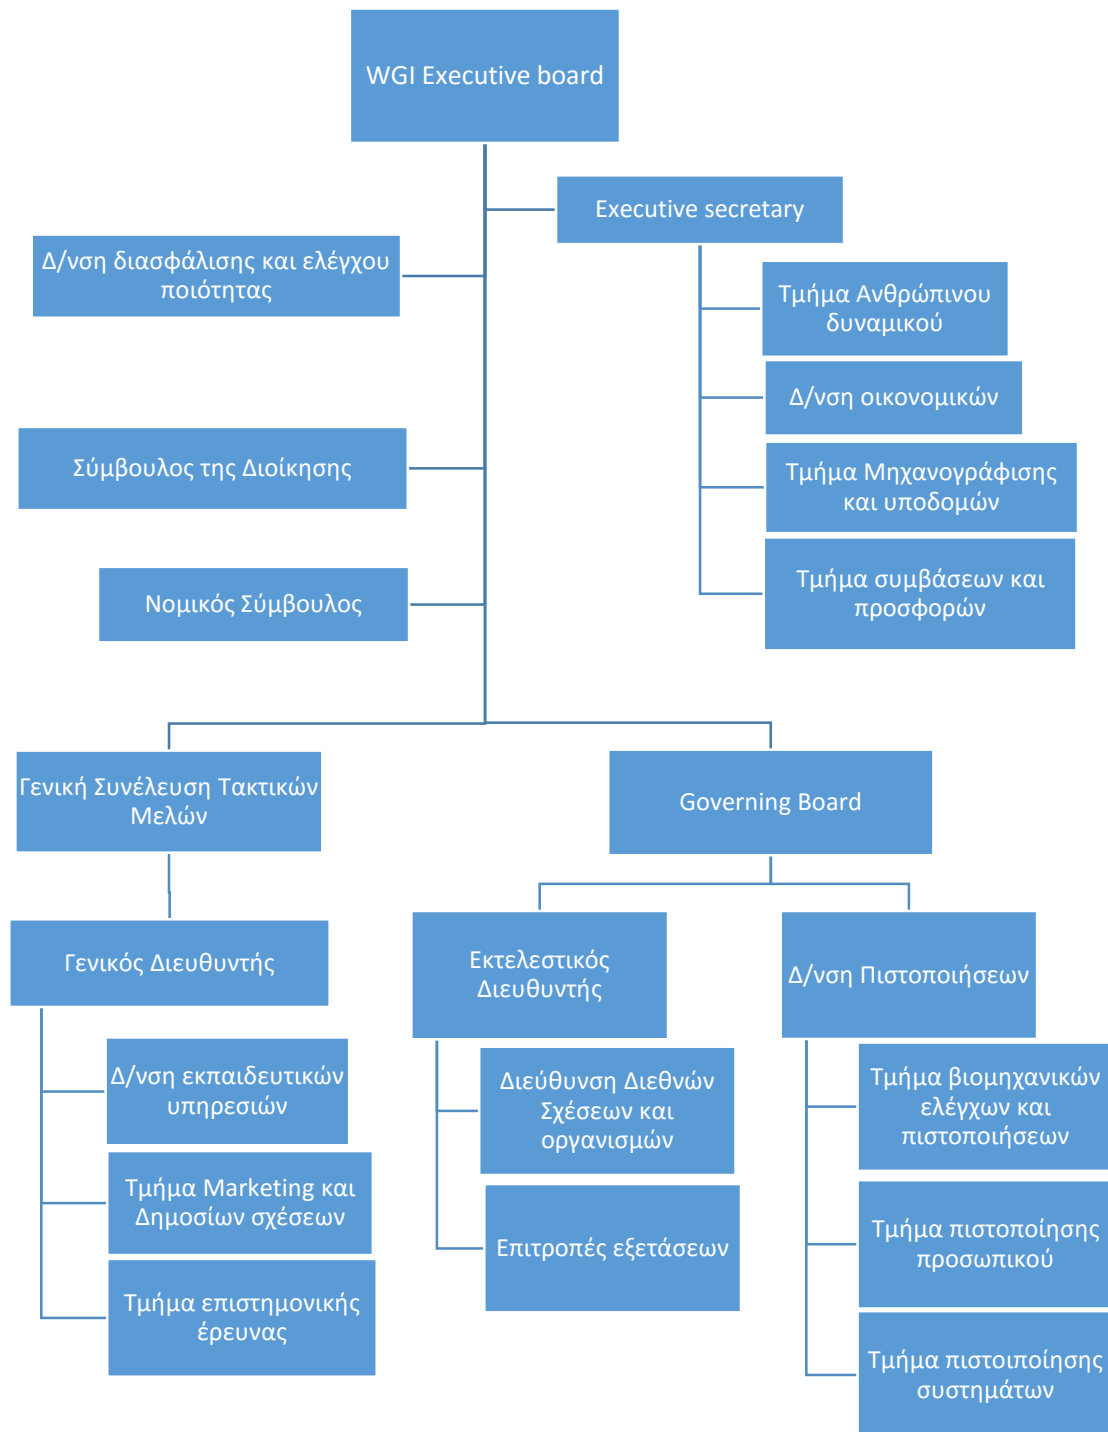 WGI Executive board
Executive secretary
Δ/νση διασφάλισης και ελέγχου
ποιότητας
Τμήμα Ανθρώπινου
δυναμικού
Δ/νση οικονομικών
Σύμβουλος της Διοίκησης
Τμήμα Μηχανογράφισης
και υποδομών
Νομικός Σύμβουλος
Τμήμα συμβάσεων και
προσφορών
Γενική Συνέλευση Τακτικών
Μελών
Governing Board
Γενικός Διευθυντής
Εκτελεστικός
Διευθυντής
Δ/νση Πιστοποιήσεων
Δ/νση εκπαιδευτικών
υπηρεσιών
Τμήμα Marketing και
Δημοσίων σχέσεων
Τμήμα επιστημονικής
έρευνας
Διεύθυνση Διεθνών
Σχέσεων και
οργανισμών
Επιτροπές εξετάσεων
Τμήμα βιομηχανικών
ελέγχων και
πιστοποιήσεων
Τμήμα πιστοποίησης
προσωπικού
Τμήμα πιστοιποίησης
συστημάτων